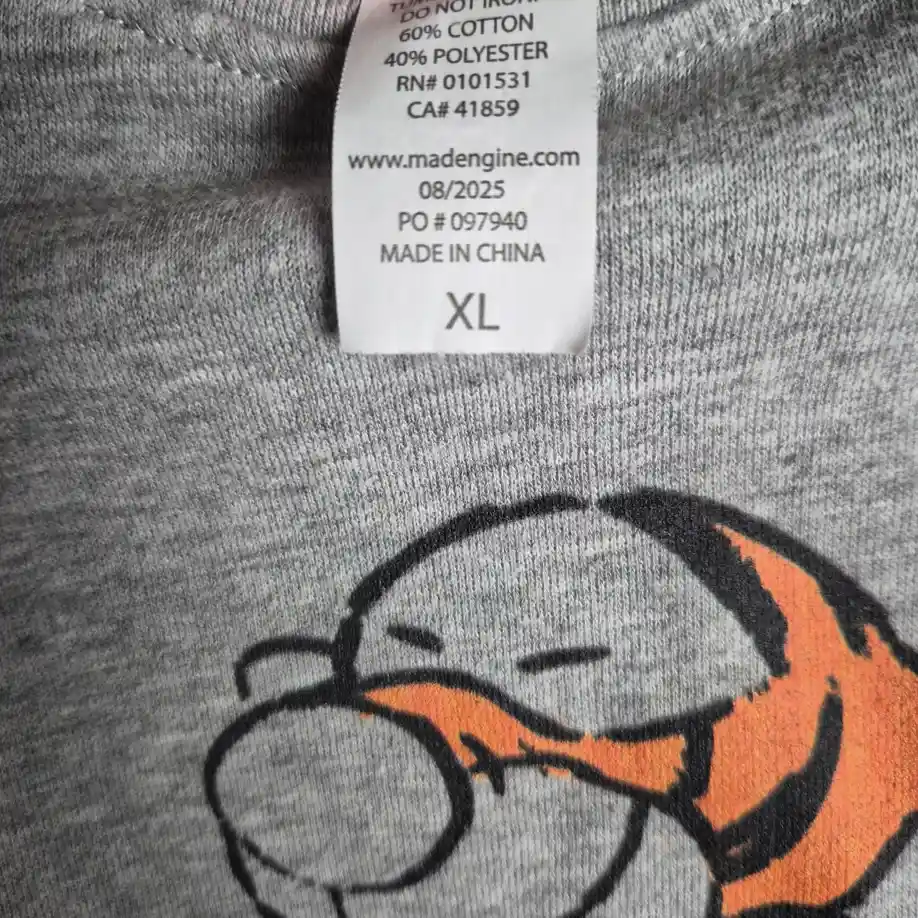 DO NOT IRON.
60% COTTON
40% POLYESTER
RN# 0101531
CA# 41859
www.madengine.com
08/2025
PO # 097940
MADE IN CHINA
XL